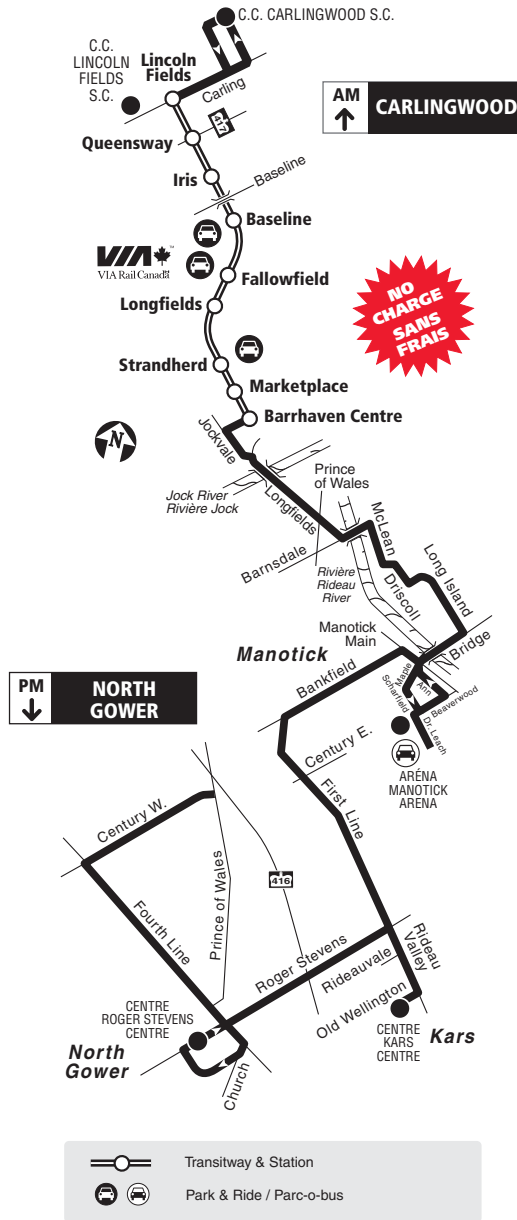 C.C. CARLINGWOOD S.C.
C.C.
LINCOLN
FIELDS
S.C.
Lincoln
Fields
Carling
AM
CARLINGWOOD
417
Queensway
Iris
Baseline
Baseline
VIA
VIA Rail Canada
Fallowfield
NO
CHARGE
SANS
FRAIS
Longfields
Strandherd
Marketplace
Barrhaven Centre
N
Jockvale
Jock River
Rivière Jock
Longfields
Prince
of Wales
McLean
Barnsdale
Rivière
Rideau
River
Driscoll
Long Island
Manotick
Main
Bridge
Manotick
Bankfield
Maple
Ann
Scharfield
Beaverwood
Dr. Leach
PM
NORTH
GOWER
ARÉNA
MANOTICK
ARENA
Century E.
First Line
Century W.
416
Prince of Wales
Fourth Line
Roger Stevens
Rideau
Valley
Rideauvale
Old Wellington
CENTRE
ROGER STEVENS
CENTRE
CENTRE
KARS
CENTRE
Kars
North
Gower
Church
Transitway & Station
Park & Ride / Parc-o-bus